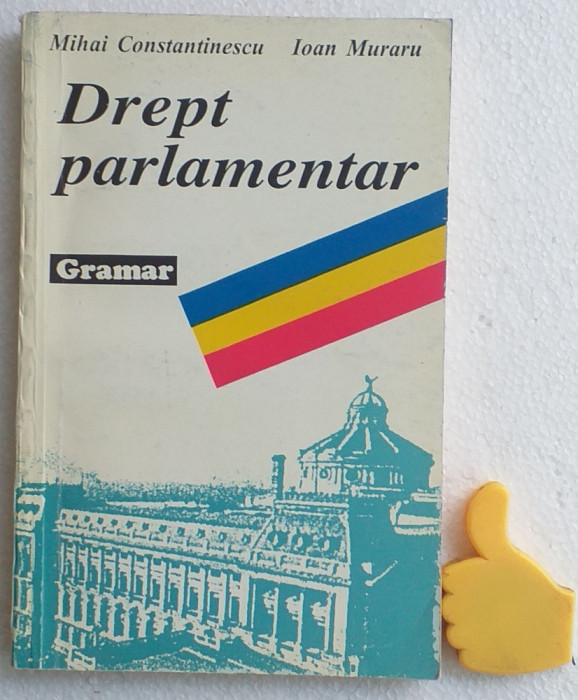 Mihai Constantinescu Ioan Muraru
Drept
parlamentar
Gramar